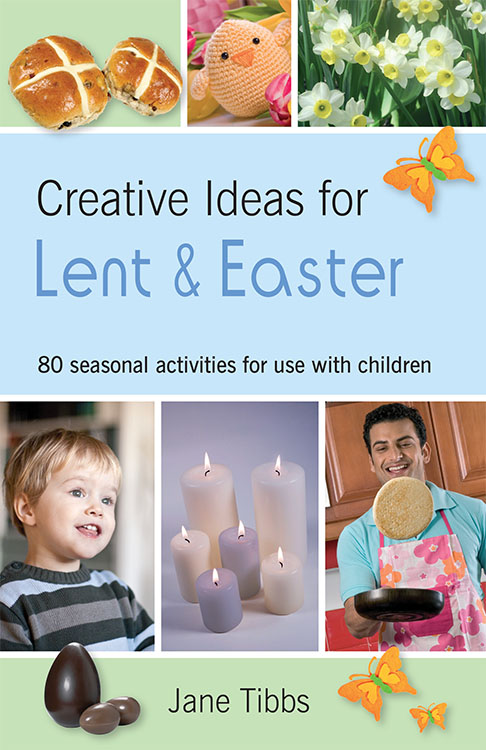 Creative Ideas for
Lent & Easter
80 seasonal activities for use with children
Jane Tibbs